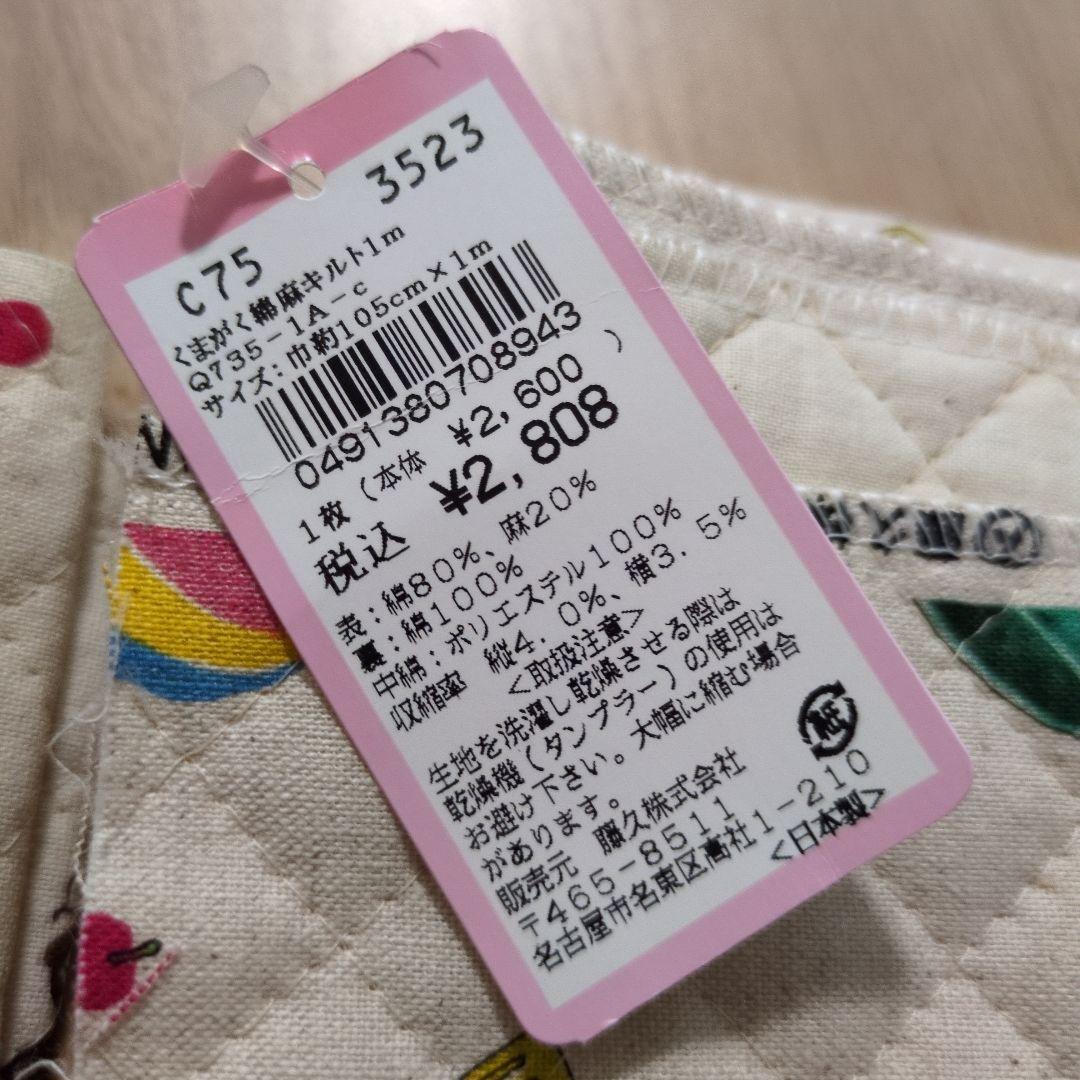 3523
C75
くまがく綿麻キルト1m
Q735-1A-c
サイズ:巾約105cm×1m
0491380708943
1枚(本体 ¥2,600 )
税込 ¥2,808
表:綿80%、麻20%
裏:綿100%
中綿:ポリエステル100%
収縮率 縦4.0%、横3.5%
<取扱注意>
生地を洗濯し乾燥させる際は
乾燥機(タンブラー)の使用は
お避け下さい。大幅に縮む場合
があります。
販売元 藤久株式会社
〒465-8511
名古屋市名東区高社1-210
<日本製>